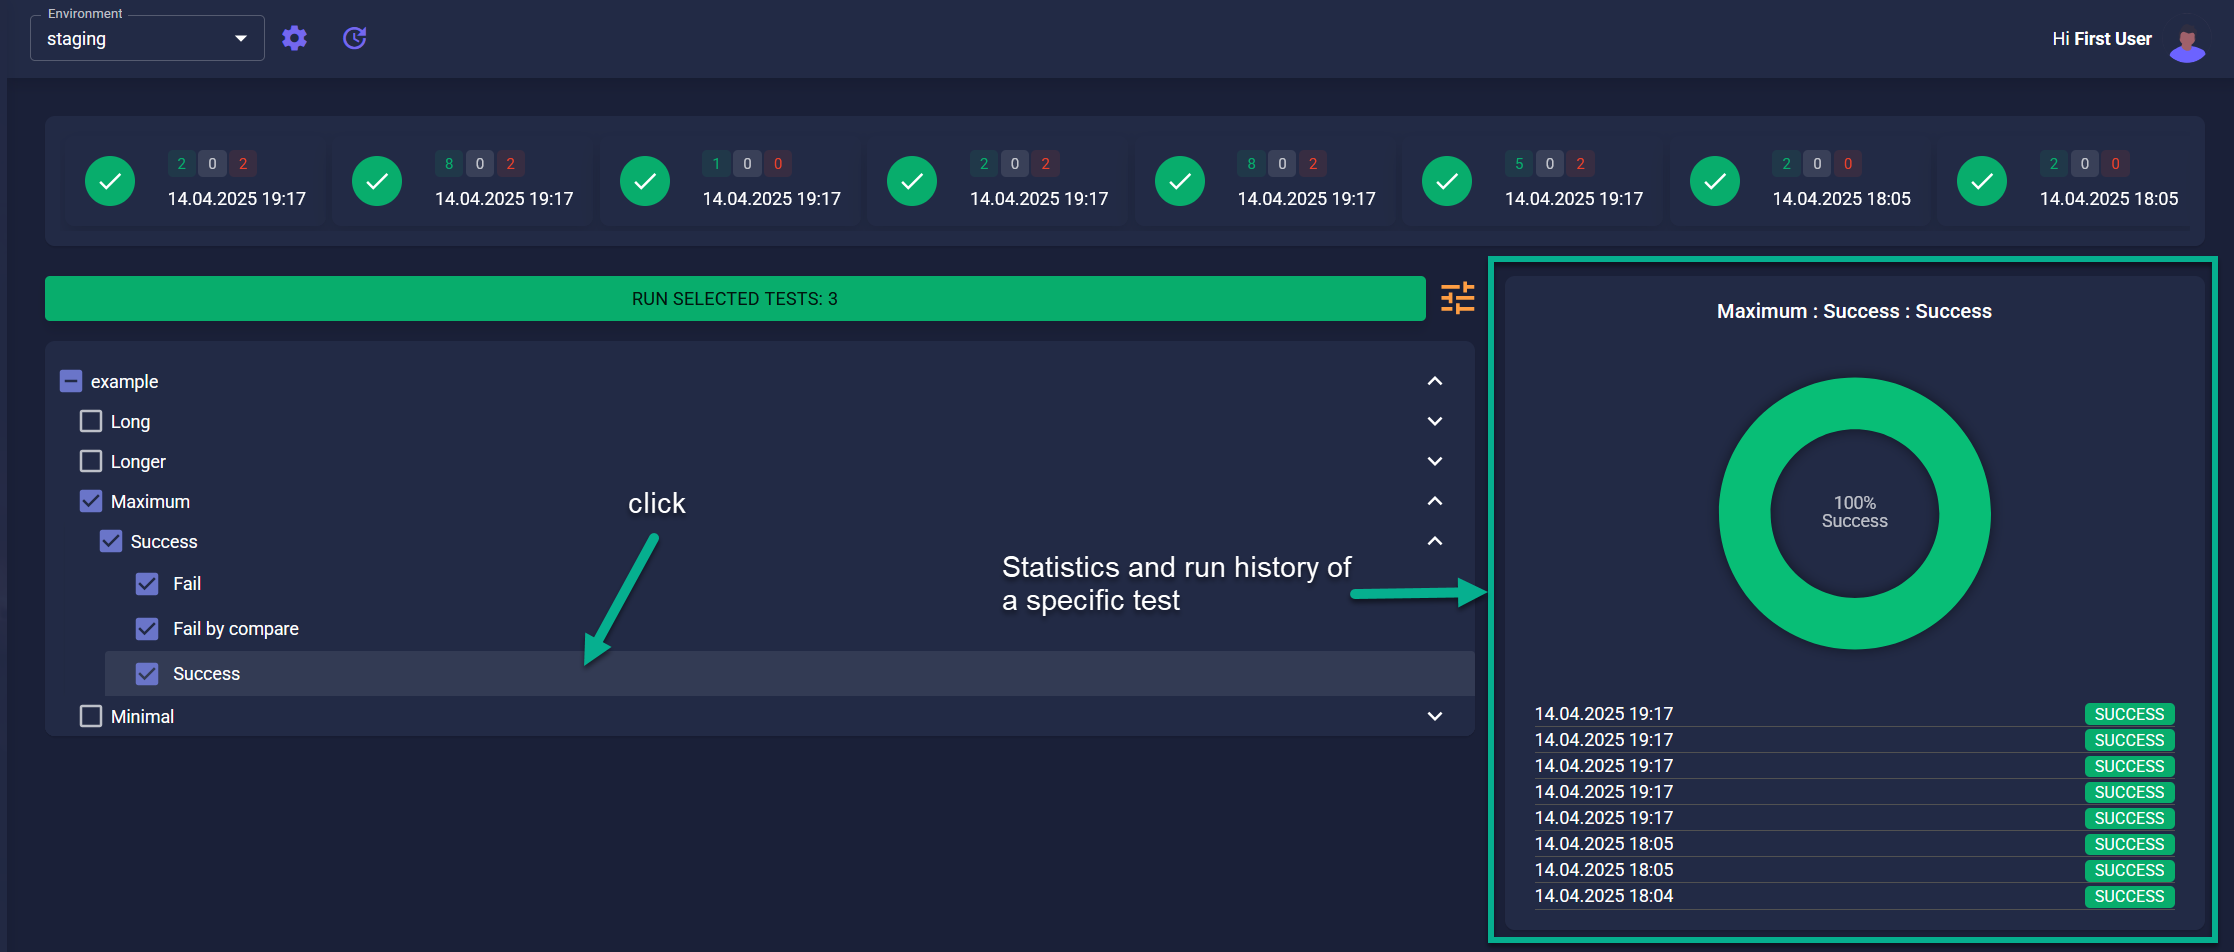 Environment
staging
Hi First User
2 0 2
14.04.2025 19:17
8 0 2
14.04.2025 19:17
1 0 0
14.04.2025 19:17
2 0 2
14.04.2025 19:17
8 0 2
14.04.2025 19:17
5 0 2
14.04.2025 19:17
2 0 0
14.04.2025 18:05
2 0 0
14.04.2025 18:05
RUN SELECTED TESTS: 3
example
Long
Longer
Maximum
Success
Fail
Fail by compare
Success
Minimal
click
Statistics and run history of
a specific test
Maximum : Success : Success
100%
Success
14.04.2025 19:17 SUCCESS
14.04.2025 19:17 SUCCESS
14.04.2025 19:17 SUCCESS
14.04.2025 19:17 SUCCESS
14.04.2025 19:17 SUCCESS
14.04.2025 18:05 SUCCESS
14.04.2025 18:05 SUCCESS
14.04.2025 18:04 SUCCESS